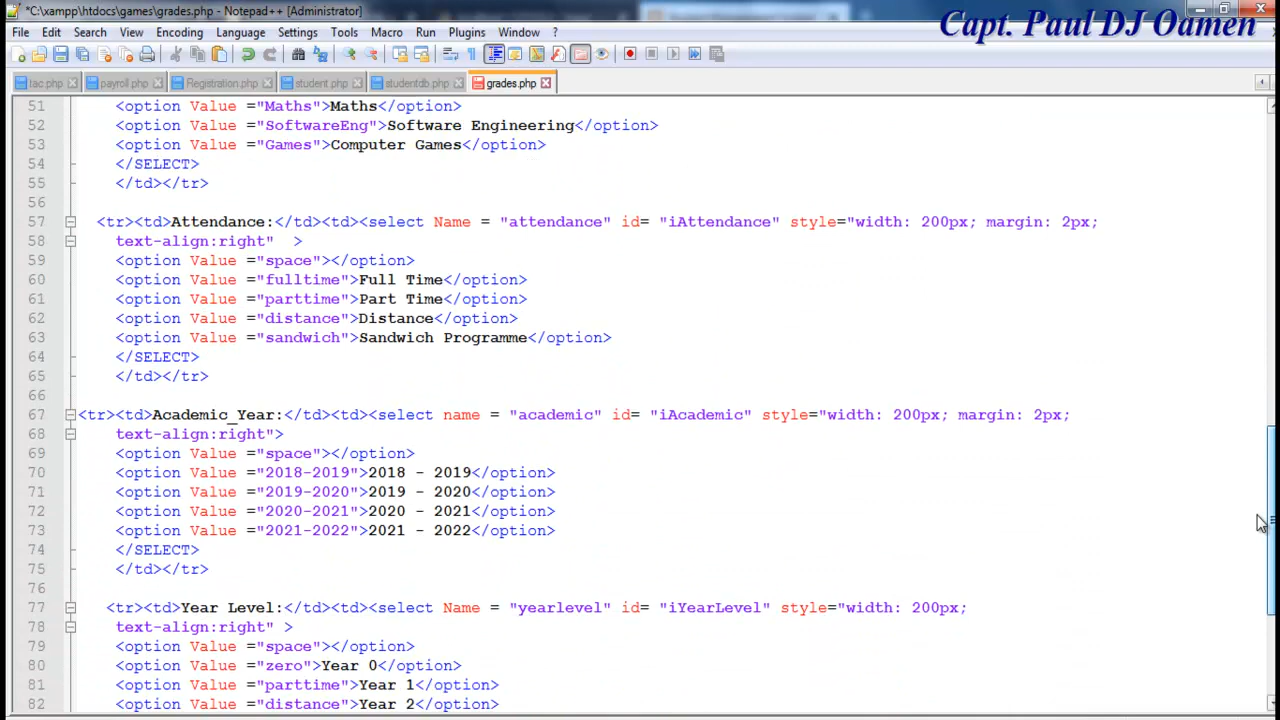 *C:\xampp\htdocs\games\grades.php - Notepad++ [Administrator]
Capt. Paul DJ Oamen
File Edit Search View Encoding Language Settings Tools Macro Run Plugins Window ?
tac.php payroll.php Registration.php student.php studentdb.php grades.php
51 <option Value ="Maths">Maths</option>
52 <option Value ="SoftwareEng">Software Engineering</option>
53 <option Value ="Games">Computer Games</option>
54 </SELECT>
55 </td></tr>
56
57 <tr><td>Attendance:</td><td><select Name = "attendance" id= "iAttendance" style="width: 200px; margin: 2px;
58 text-align:right"  >
59 <option Value ="space"></option>
60 <option Value ="fulltime">Full Time</option>
61 <option Value ="parttime">Part Time</option>
62 <option Value ="distance">Distance</option>
63 <option Value ="sandwich">Sandwich Programme</option>
64 </SELECT>
65 </td></tr>
66
67 <tr><td>Academic_Year:</td><td><select name = "academic" id= "iAcademic" style="width: 200px; margin: 2px;
68 text-align:right">
69 <option Value ="space"></option>
70 <option Value ="2018-2019">2018 - 2019</option>
71 <option Value ="2019-2020">2019 - 2020</option>
72 <option Value ="2020-2021">2020 - 2021</option>
73 <option Value ="2021-2022">2021 - 2022</option>
74 </SELECT>
75 </td></tr>
76
77 <tr><td>Year Level:</td><td><select Name = "yearlevel" id= "iYearLevel" style="width: 200px;
78 text-align:right" >
79 <option Value ="space"></option>
80 <option Value ="zero">Year 0</option>
81 <option Value ="parttime">Year 1</option>
82 <option Value ="distance">Year 2</option>